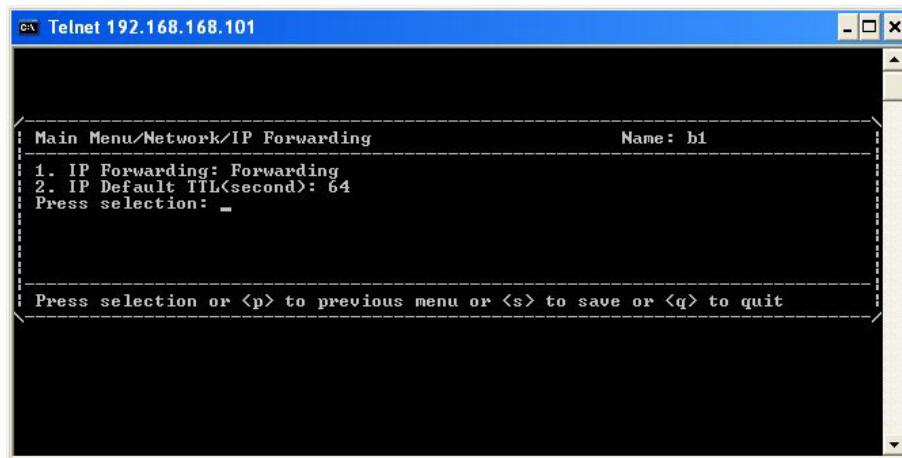 Telnet 192.168.168.101
Main Menu/Network/IP Forwarding Name: b1
1. IP Forwarding: Forwarding
2. IP Default TTL(second): 64
Press selection: _
Press selection or <p> to previous menu or <s> to save or <q> to quit